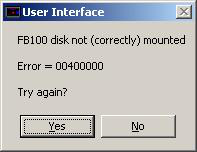 User Interface
FB100 disk not (correctly) mounted
Error = 00400000
Try again?
Yes
No